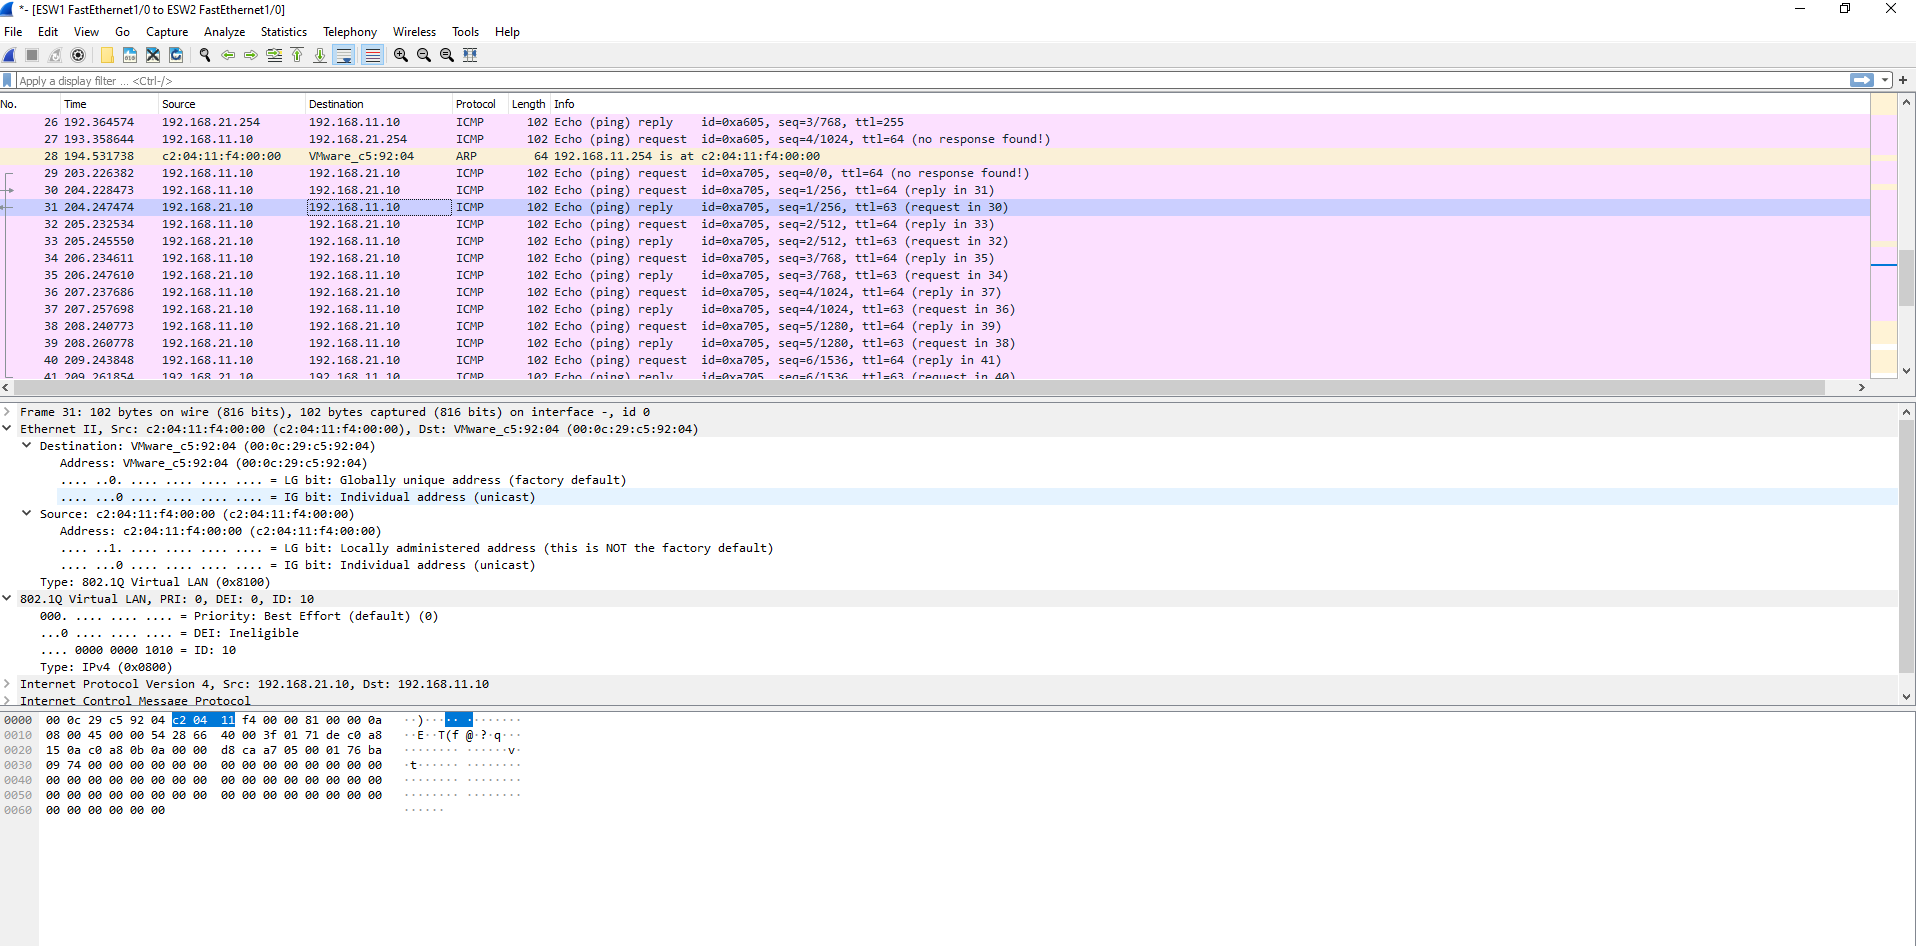 *- [ESW1 FastEthernet1/0 to ESW2 FastEthernet1/0]
File Edit View Go Capture Analyze Statistics Telephony Wireless Tools Help
Apply a display filter ... <Ctrl-/>
No. Time Source Destination Protocol Length Info
26 192.364574 192.168.21.254 192.168.11.10 ICMP 102 Echo (ping) reply id=0xa605, seq=3/768, ttl=255
27 193.358644 192.168.11.10 192.168.21.254 ICMP 102 Echo (ping) request id=0xa605, seq=4/1024, ttl=64 (no response found!)
28 194.531738 c2:04:11:f4:00:00 VMware_c5:92:04 ARP 64 192.168.11.254 is at c2:04:11:f4:00:00
29 203.226382 192.168.11.10 192.168.21.10 ICMP 102 Echo (ping) request id=0xa705, seq=0/0, ttl=64 (no response found!)
30 204.228473 192.168.11.10 192.168.21.10 ICMP 102 Echo (ping) request id=0xa705, seq=1/256, ttl=64 (reply in 31)
31 204.247474 192.168.21.10 192.168.11.10 ICMP 102 Echo (ping) reply id=0xa705, seq=1/256, ttl=63 (request in 30)
32 205.232534 192.168.11.10 192.168.21.10 ICMP 102 Echo (ping) request id=0xa705, seq=2/512, ttl=64 (reply in 33)
33 205.245550 192.168.21.10 192.168.11.10 ICMP 102 Echo (ping) reply id=0xa705, seq=2/512, ttl=63 (request in 32)
34 206.234611 192.168.11.10 192.168.21.10 ICMP 102 Echo (ping) request id=0xa705, seq=3/768, ttl=64 (reply in 35)
35 206.247610 192.168.21.10 192.168.11.10 ICMP 102 Echo (ping) reply id=0xa705, seq=3/768, ttl=63 (request in 34)
36 207.237686 192.168.11.10 192.168.21.10 ICMP 102 Echo (ping) request id=0xa705, seq=4/1024, ttl=64 (reply in 37)
37 207.257698 192.168.21.10 192.168.11.10 ICMP 102 Echo (ping) reply id=0xa705, seq=4/1024, ttl=63 (request in 36)
38 208.240773 192.168.11.10 192.168.21.10 ICMP 102 Echo (ping) request id=0xa705, seq=5/1280, ttl=64 (reply in 39)
39 208.260778 192.168.21.10 192.168.11.10 ICMP 102 Echo (ping) reply id=0xa705, seq=5/1280, ttl=63 (request in 38)
40 209.243848 192.168.11.10 192.168.21.10 ICMP 102 Echo (ping) request id=0xa705, seq=6/1536, ttl=64 (reply in 41)
41 209.261854 192.168.21.10 192.168.11.10 ICMP 102 Echo (ping) reply id=0xa705, seq=6/1536, ttl=63 (request in 40)
Frame 31: 102 bytes on wire (816 bits), 102 bytes captured (816 bits) on interface -, id 0
Ethernet II, Src: c2:04:11:f4:00:00 (c2:04:11:f4:00:00), Dst: VMware_c5:92:04 (00:0c:29:c5:92:04)
Destination: VMware_c5:92:04 (00:0c:29:c5:92:04)
Address: VMware_c5:92:04 (00:0c:29:c5:92:04)
.... ..0. .... .... .... .... = LG bit: Globally unique address (factory default)
.... ...0 .... .... .... .... = IG bit: Individual address (unicast)
Source: c2:04:11:f4:00:00 (c2:04:11:f4:00:00)
Address: c2:04:11:f4:00:00 (c2:04:11:f4:00:00)
.... ..1. .... .... .... .... = LG bit: Locally administered address (this is NOT the factory default)
.... ...0 .... .... .... .... = IG bit: Individual address (unicast)
Type: 802.1Q Virtual LAN (0x8100)
802.1Q Virtual LAN, PRI: 0, DEI: 0, ID: 10
000. .... .... .... = Priority: Best Effort (default) (0)
...0 .... .... .... = DEI: Ineligible
.... 0000 0000 1010 = ID: 10
Type: IPv4 (0x0800)
Internet Protocol Version 4, Src: 192.168.21.10, Dst: 192.168.11.10
Internet Control Message Protocol
0000 00 0c 29 c5 92 04 c2 04 11 f4 00 00 81 00 00 0a ··)··· ·· ········
0010 08 00 45 00 00 54 28 66 40 00 3f 01 71 de c0 a8 ··E··T(f @·?·q···
0020 15 0a c0 a8 0b 0a 00 00 d8 ca a7 05 00 01 76 ba ········ ······v·
0030 09 74 00 00 00 00 00 00 00 00 00 00 00 00 00 00 ·t······ ········
0040 00 00 00 00 00 00 00 00 00 00 00 00 00 00 00 00 ········ ········
0050 00 00 00 00 00 00 00 00 00 00 00 00 00 00 00 00 ········ ········
0060 00 00 00 00 00 00 ······